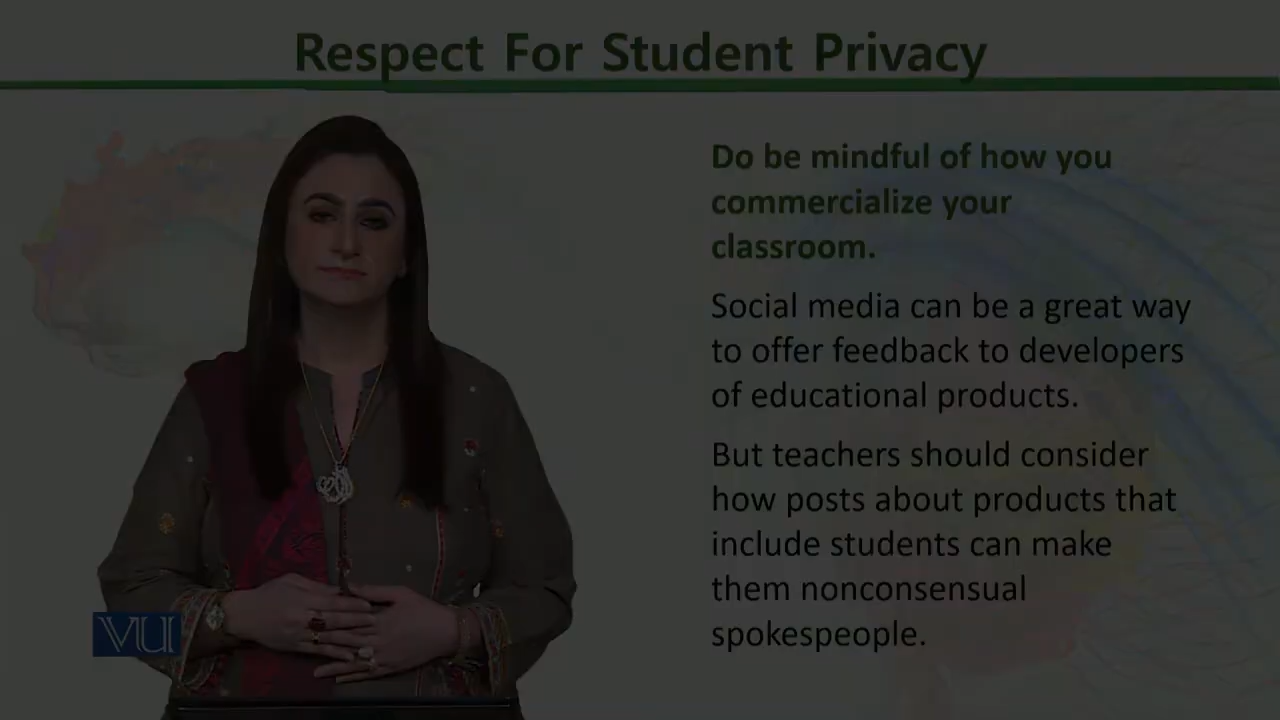 Respect For Student Privacy
Do be mindful of how you
commercialize your
classroom.
Social media can be a great way
to offer feedback to developers
of educational products.
But teachers should consider
how posts about products that
include students can make
them nonconsensual
spokespeople.
VU